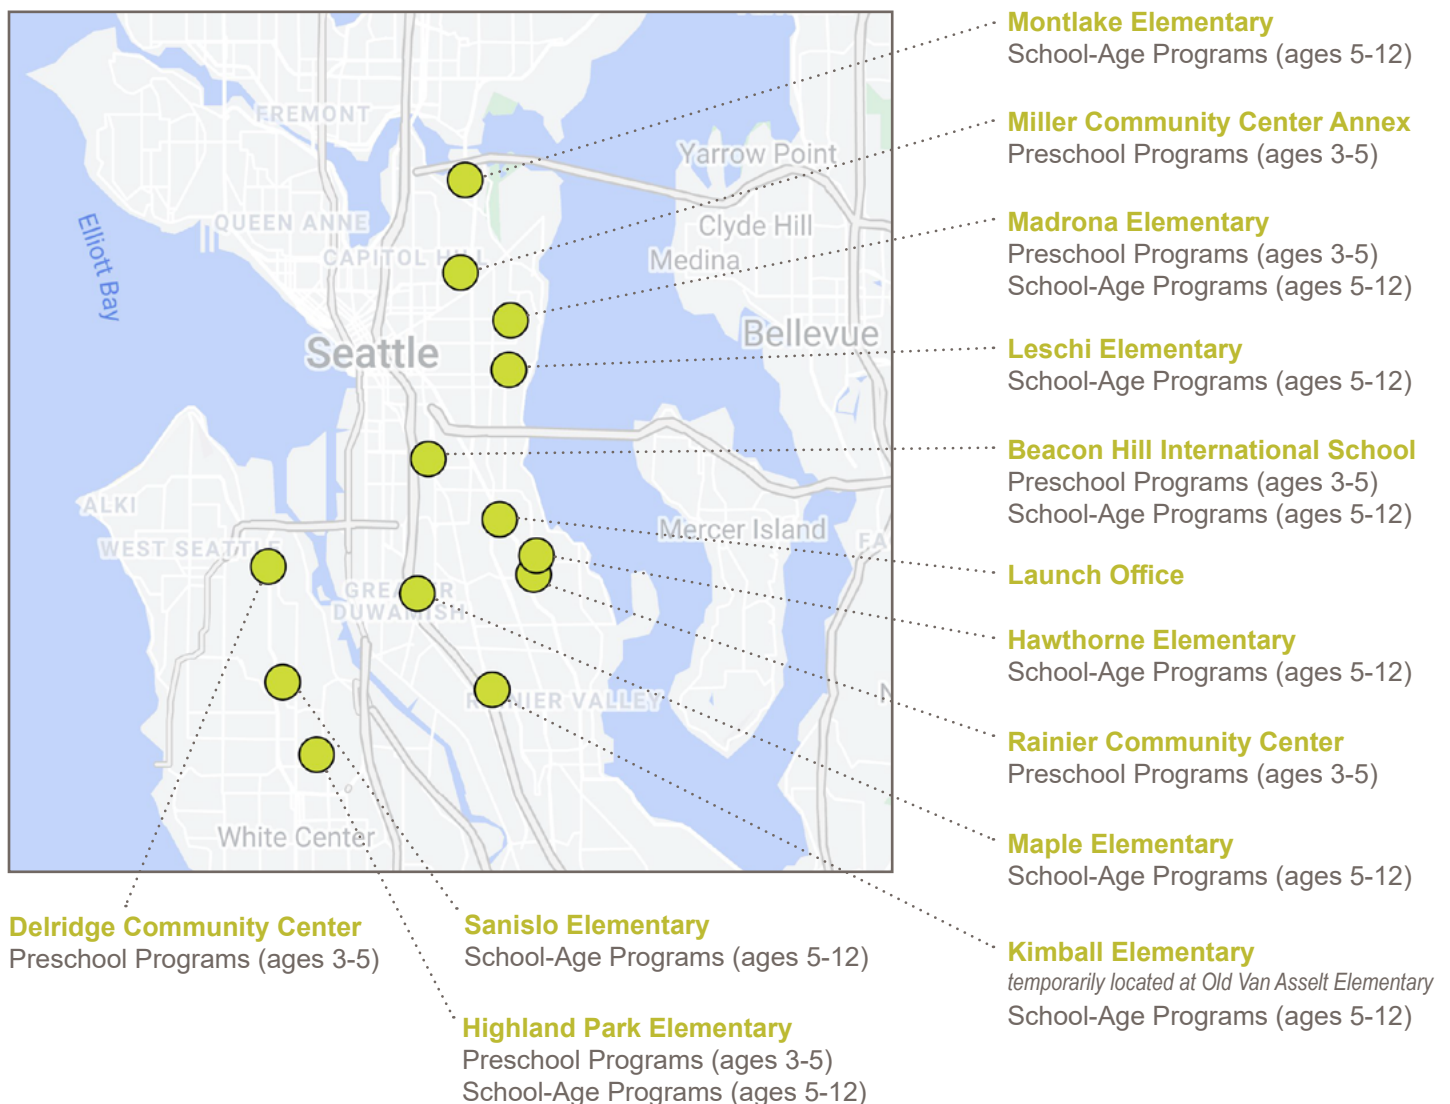 FREMONT
Yarrow Point
QUEEN ANNE
Clyde Hill
CAPITOL HILL
Medina
Elliott Bay
Seattle
Bellevue
ALKI
WEST SEATTLE
Mercer Island
FA
GREATER
DUWAMISH
RAINIER VALLEY
N
White Center
Montlake Elementary
School-Age Programs (ages 5-12)
Miller Community Center Annex
Preschool Programs (ages 3-5)
Madrona Elementary
Preschool Programs (ages 3-5)
School-Age Programs (ages 5-12)
Leschi Elementary
School-Age Programs (ages 5-12)
Beacon Hill International School
Preschool Programs (ages 3-5)
School-Age Programs (ages 5-12)
Launch Office
Hawthorne Elementary
School-Age Programs (ages 5-12)
Rainier Community Center
Preschool Programs (ages 3-5)
Maple Elementary
School-Age Programs (ages 5-12)
Kimball Elementary
temporarily located at Old Van Asselt Elementary
School-Age Programs (ages 5-12)
Delridge Community Center
Preschool Programs (ages 3-5)
Sanislo Elementary
School-Age Programs (ages 5-12)
Highland Park Elementary
Preschool Programs (ages 3-5)
School-Age Programs (ages 5-12)